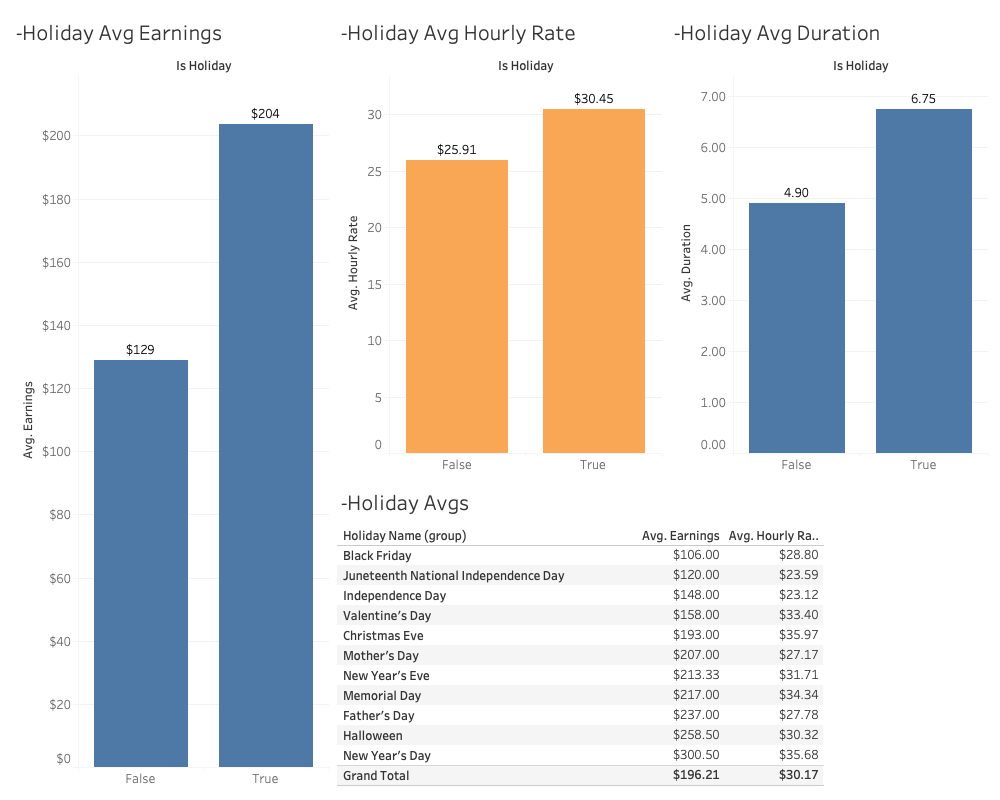 -Holiday Avg Earnings
Is Holiday
$204
$200
$180
$160
$140
$129
$120
$100
$80
$60
$40
$20
$0
Avg. Earnings
False True
-Holiday Avg Hourly Rate
Is Holiday
$30.45
30
$25.91
25
20
15
10
5
0
Avg. Hourly Rate
False True
-Holiday Avg Duration
Is Holiday
7.00
6.75
6.00
5.00
4.90
4.00
3.00
2.00
1.00
0.00
Avg. Duration
False True
-Holiday Avgs
Holiday Name (group) Avg. Earnings Avg. Hourly Ra..
Black Friday $106.00 $28.80
Juneteenth National Independence Day $120.00 $23.59
Independence Day $148.00 $23.12
Valentine’s Day $158.00 $33.40
Christmas Eve $193.00 $35.97
Mother’s Day $207.00 $27.17
New Year’s Eve $213.33 $31.71
Memorial Day $217.00 $34.34
Father’s Day $237.00 $27.78
Halloween $258.50 $30.32
New Year’s Day $300.50 $35.68
Grand Total $196.21 $30.17